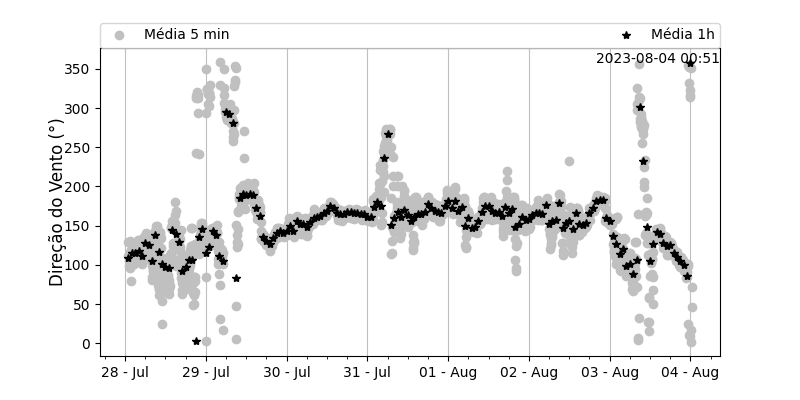 Média 5 min
Média 1h
2023-08-04 00:51
Direção do Vento (°)
350
300
250
200
150
100
50
0
28 - Jul
29 - Jul
30 - Jul
31 - Jul
01 - Aug
02 - Aug
03 - Aug
04 - Aug